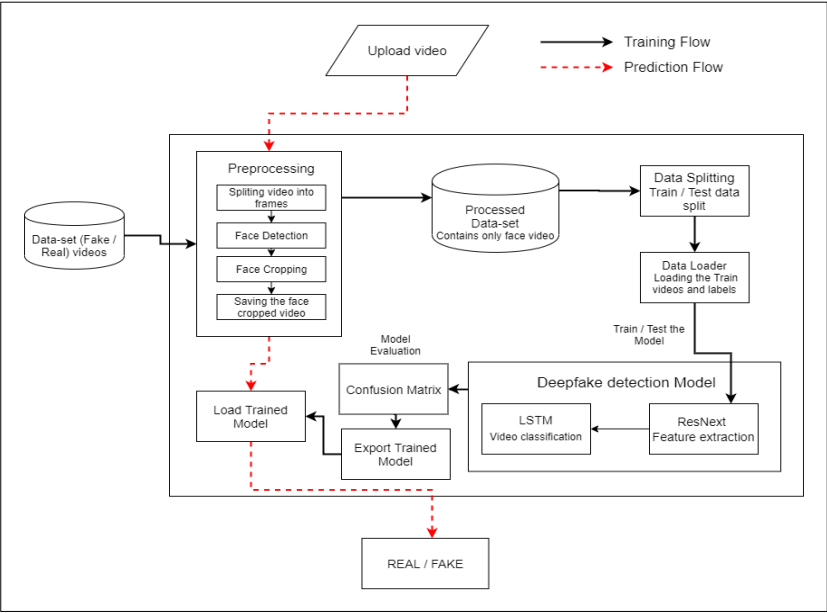 Upload video
Training Flow
Prediction Flow
Preprocessing
Spliting video into
frames
Face Detection
Face Cropping
Saving the face
cropped video
Data-set (Fake /
Real) videos
Processed
Data-set
Contains only face video
Data Splitting
Train / Test data
split
Data Loader
Loading the Train
videos and labels
Train / Test the
Model
Model
Evaluation
Confusion Matrix
Export Trained
Model
Load Trained
Model
Deepfake detection Model
LSTM
Video classification
ResNext
Feature extraction
REAL / FAKE